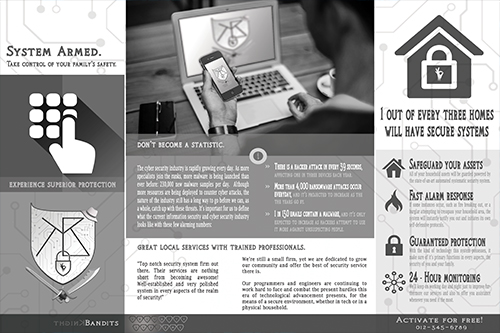 System Armed.
Take control of your family's safety.
EXPERIENCE SUPERIOR PROTECTION
THIRNKBANDITS
DON'T BECOME A STATISTIC.
The cyber security industry is rapidly growing every day. As more
specialists join the ranks, more malware is being launched than
ever before: 230,000 new malware samples per day. Although
more resources are being deployed to counter cyber attacks, the
nature of the industry still has a long way to go before we can, as
a whole, catch up with these threats. It's important for us to define
what the current information security and cyber security industry
looks like with these few alarming numbers:
There is a hacker attack in every 39 seconds,
affecting one in three devices each year.
More than 4,000 ransomware attacks occur
everyday, and it's projected to increase as the
years go by.
1 in 130 emails contain a malware, and it's only
expected to increase as hackers attempt to use
it more against unsuspecting people.
GREAT LOCAL SERVICES WITH TRAINED PROFESSIONALS.
"Top notch security system firm out
there. Their services are nothing
short from becoming awesome!
Well-established and very polished
system in every aspects of the realm
of security!"
We're still a small firm, yet we are dedicated to grow
our community and offer the best of security service
there is.
Our programmers and engineers are continuing to
work hard to face and combat the present hurdles this
era of technological advancement presents, for the
means of a secure environment, whether in tech or in a
physical household.
1 out of every three homes
will have secure systems
Safeguard your assets
Fast alarm response
Guaranteed protection
24 - Hour monitoring
Activate for free!
012-345-6789